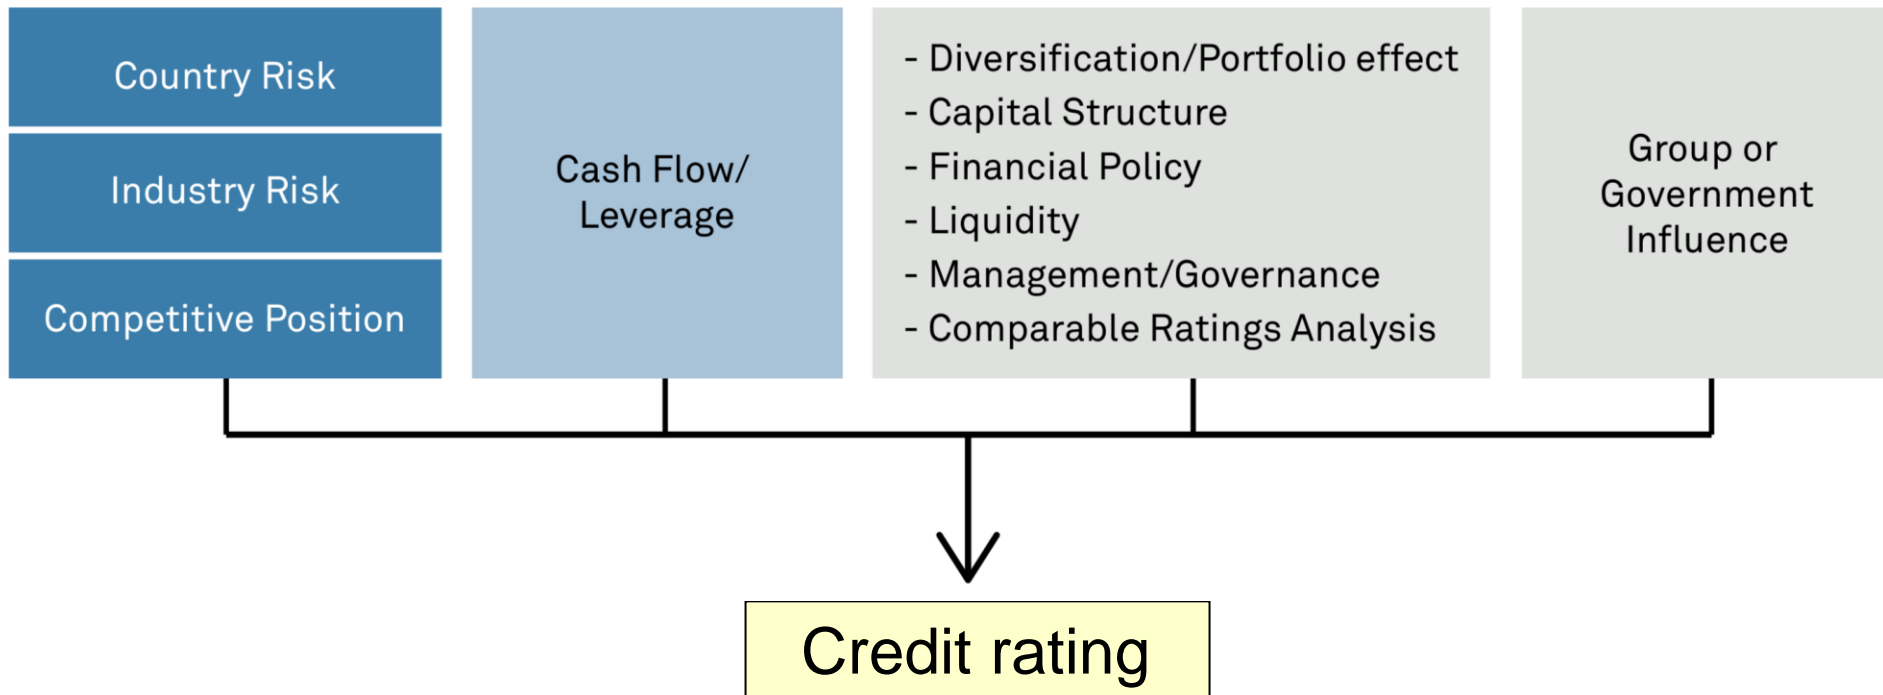 Country Risk
Industry Risk
Competitive Position
Cash Flow/
Leverage
- Diversification/Portfolio effect
- Capital Structure
- Financial Policy
- Liquidity
- Management/Governance
- Comparable Ratings Analysis
Group or
Government
Influence
Credit rating